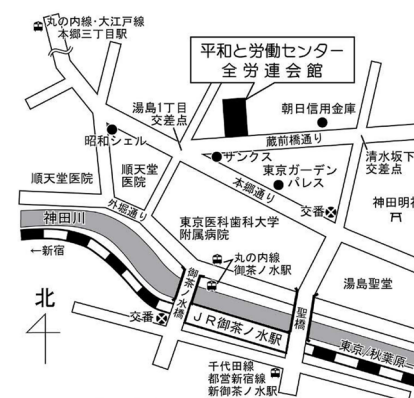 丸の内線・大江戸線
本郷三丁目駅
平和と労働センター
全労連会館
湯島1丁目
交差点
朝日信用金庫
昭和シェル
蔵前橋通り
サンクス
清水坂下
交差点
順天堂医院
順天堂
医院
東京ガーデン
パレス
本郷通り
神田明神
交番
外堀通り
神田川
東京医科歯科大学
附属病院
←新宿
丸の内線
御茶ノ水駅
湯島聖堂
御茶ノ水橋
聖橋
北
交番
JR御茶ノ水駅
東京/秋葉原→
千代田線
都営新宿線
新御茶ノ水駅